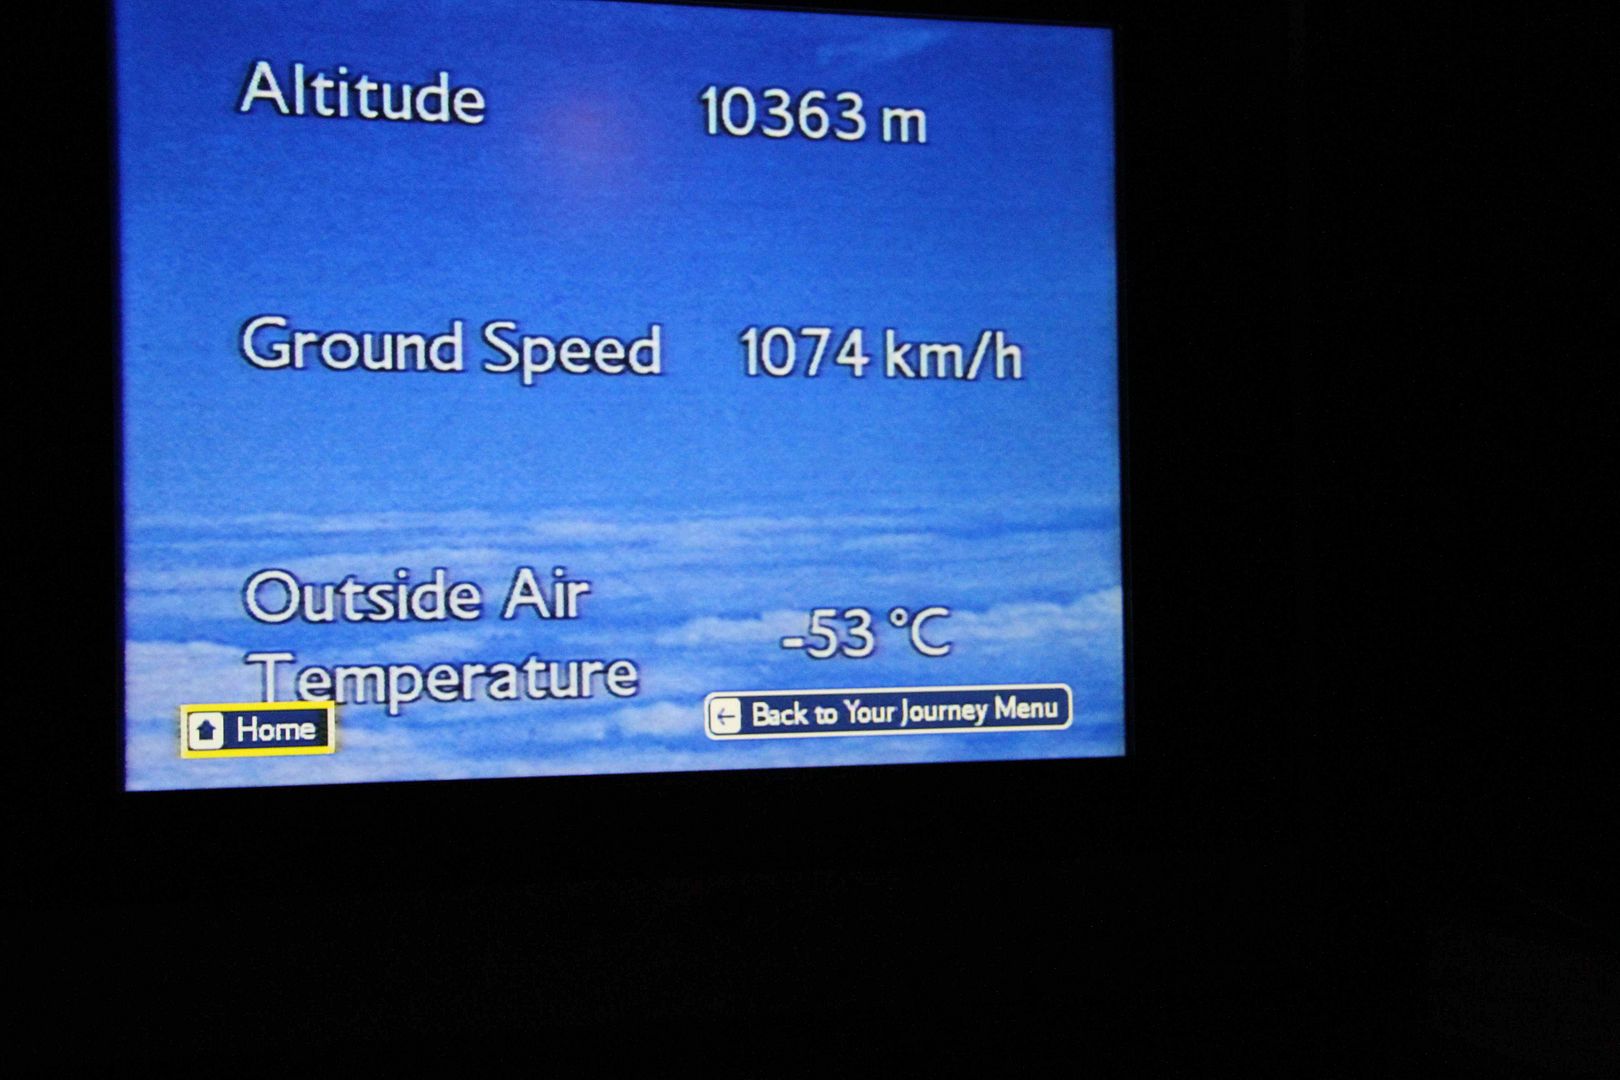 Altitude 10363 m
Ground Speed 1074 km/h
Outside Air
Temperature -53 °C
Home
Back to Your Journey Menu